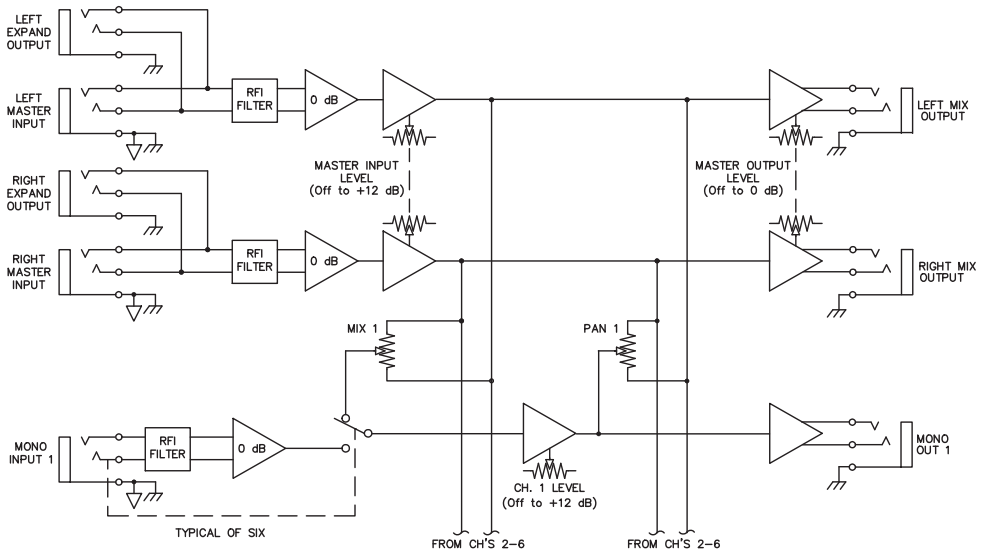 LEFT
EXPAND
OUTPUT
LEFT
MASTER
INPUT
RFI
FILTER
0 dB
MASTER INPUT
LEVEL
(Off to +12 dB)
MASTER OUTPUT
LEVEL
(Off to 0 dB)
LEFT MIX
OUTPUT
RIGHT
EXPAND
OUTPUT
RIGHT
MASTER
INPUT
RFI
FILTER
0 dB
RIGHT MIX
OUTPUT
MIX 1
PAN 1
MONO
INPUT 1
RFI
FILTER
0 dB
MONO
OUT 1
CH. 1 LEVEL
(Off to +12 dB)
TYPICAL OF SIX
FROM CH'S 2-6
FROM CH'S 2-6